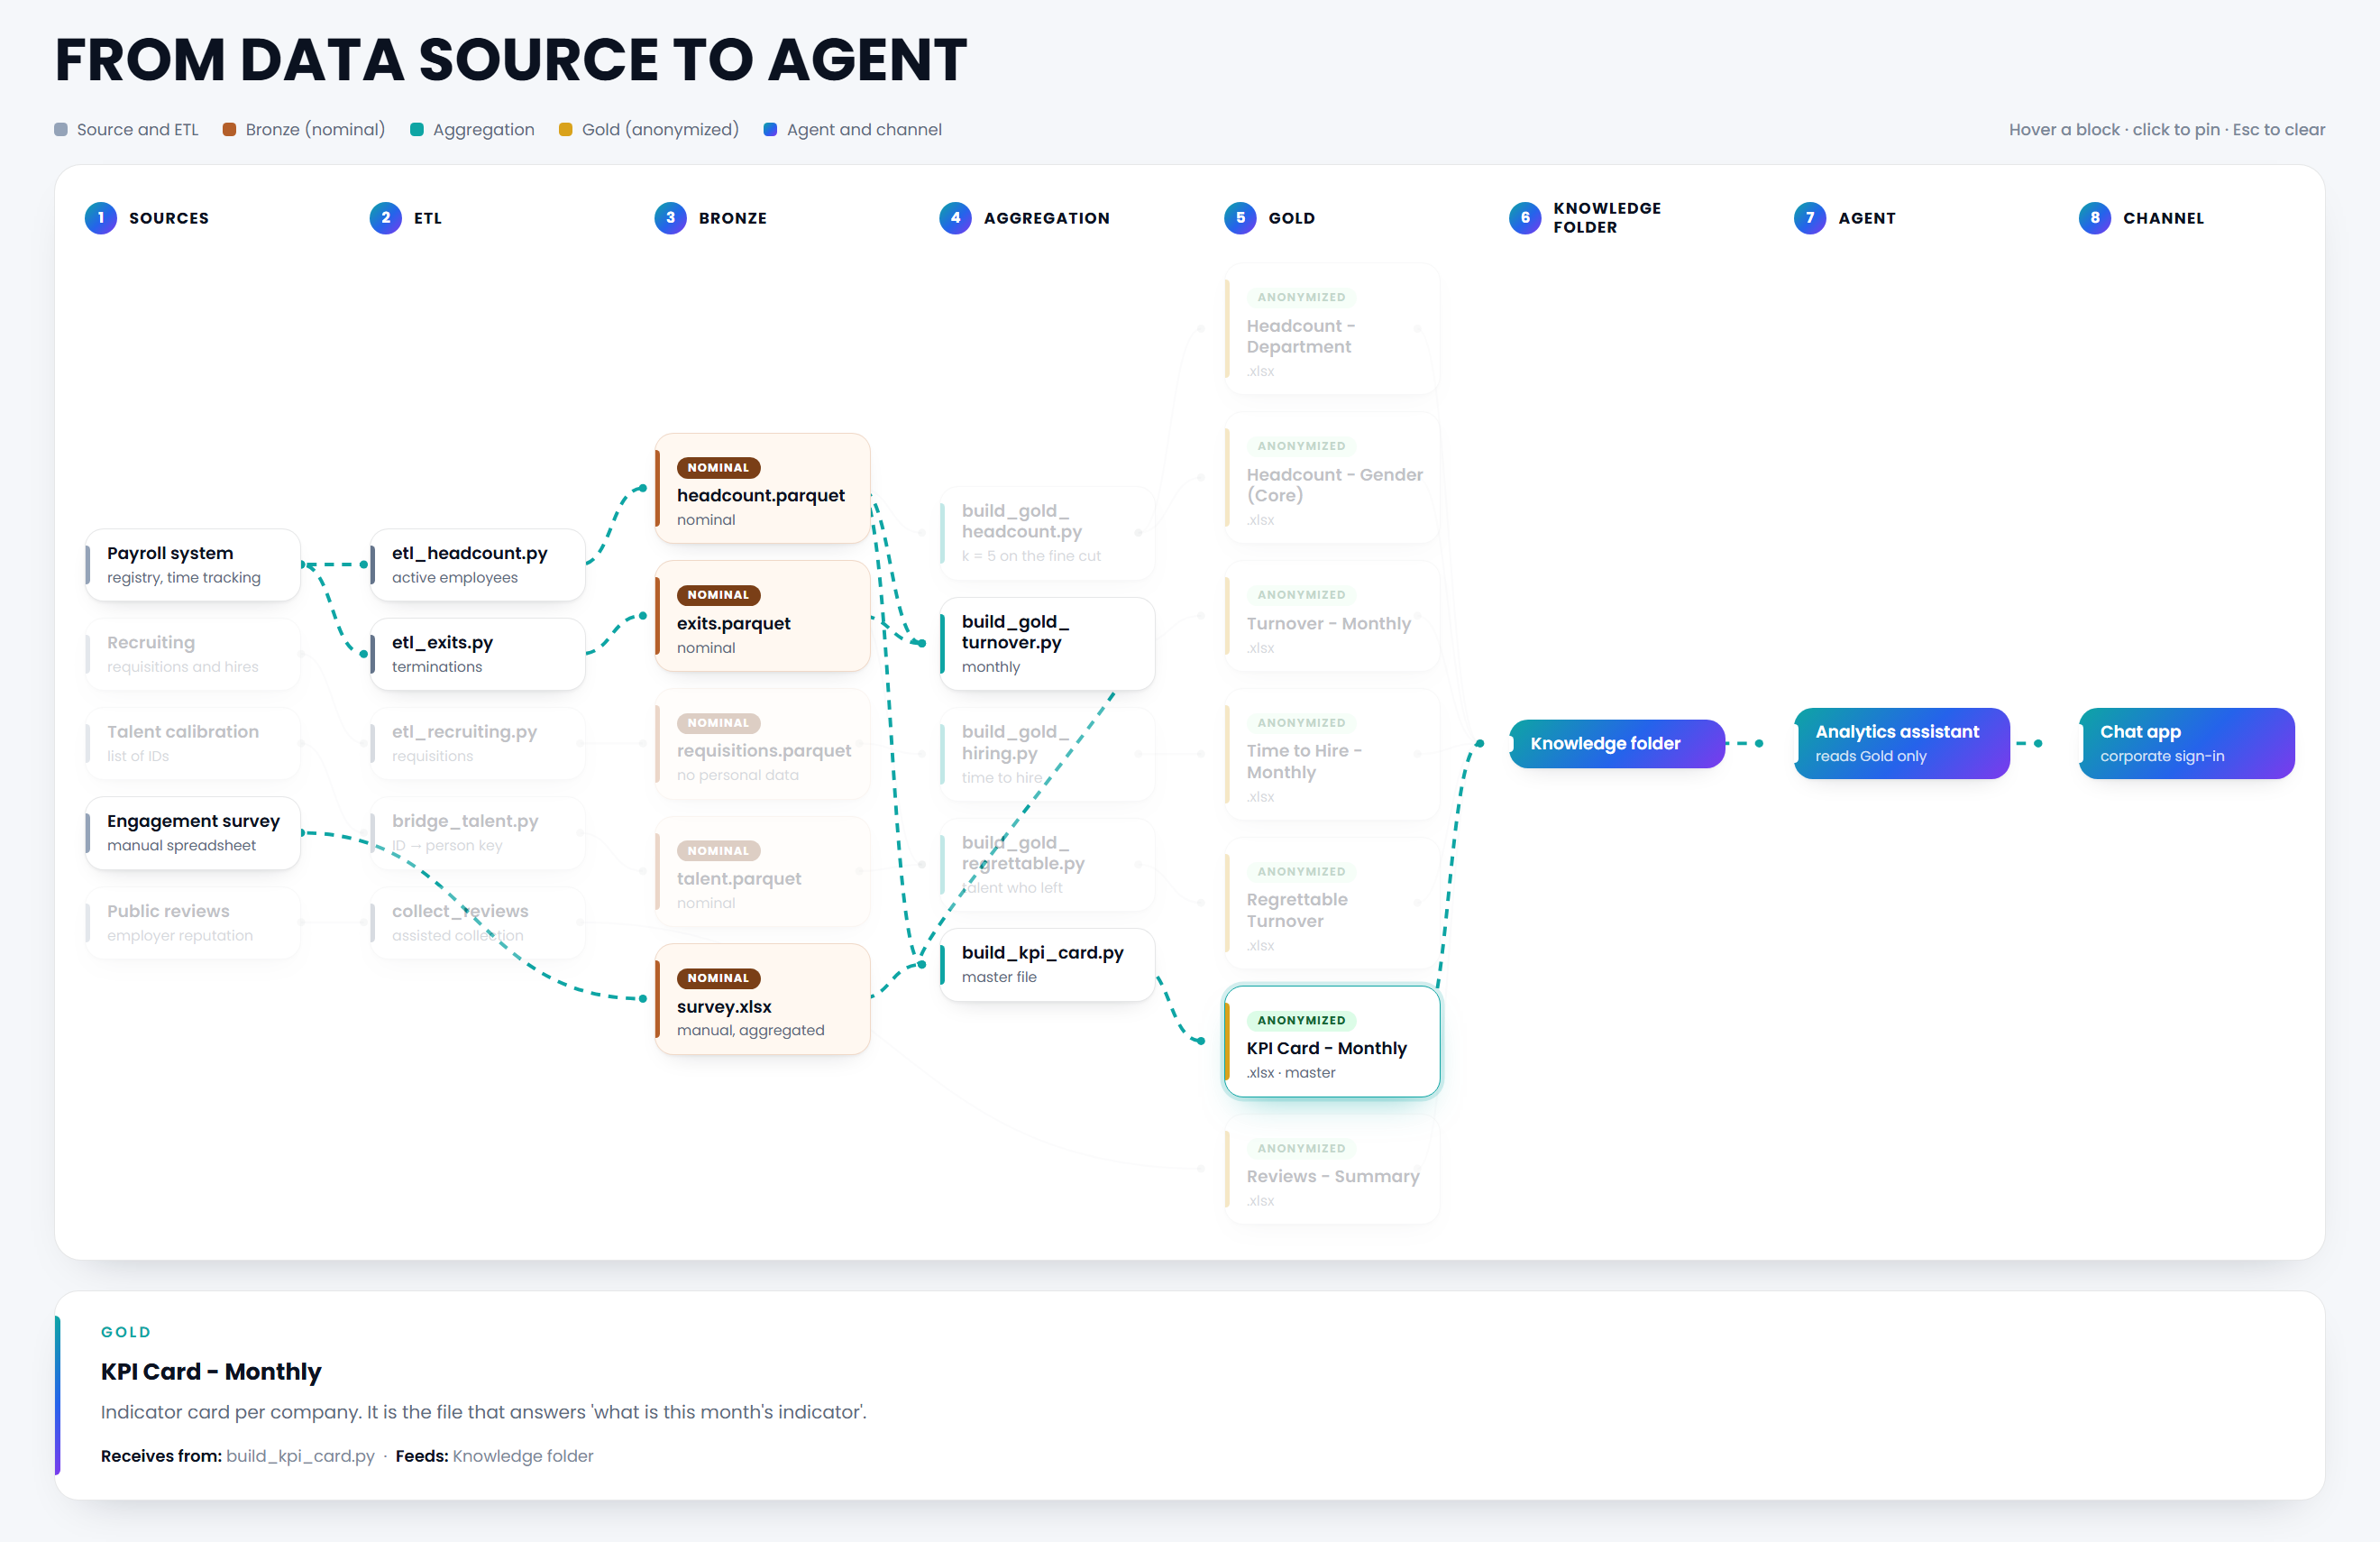 FROM DATA SOURCE TO AGENT
Source and ETL
Bronze (nominal)
Aggregation
Gold (anonymized)
Agent and channel
Hover a block · click to pin · Esc to clear
1 SOURCES
2 ETL
3 BRONZE
4 AGGREGATION
5 GOLD
6 KNOWLEDGE
FOLDER
7 AGENT
8 CHANNEL
Payroll system
registry, time tracking
Recruiting
requisitions and hires
Talent calibration
list of IDs
Engagement survey
manual spreadsheet
Public reviews
employer reputation
etl_headcount.py
active employees
etl_exits.py
terminations
etl_recruiting.py
requisitions
bridge_talent.py
ID → person key
collect_reviews
assisted collection
NOMINAL
headcount.parquet
nominal
NOMINAL
exits.parquet
nominal
NOMINAL
requisitions.parquet
no personal data
NOMINAL
talent.parquet
nominal
NOMINAL
survey.xlsx
manual, aggregated
build_gold_
headcount.py
k = 5 on the fine cut
build_gold_
turnover.py
monthly
build_gold_
hiring.py
time to hire
build_gold_
regrettable.py
talent who left
build_kpi_card.py
master file
ANONYMIZED
Headcount -
Department
.xlsx
ANONYMIZED
Headcount - Gender
(Core)
.xlsx
ANONYMIZED
Turnover - Monthly
.xlsx
ANONYMIZED
Time to Hire -
Monthly
.xlsx
ANONYMIZED
Regrettable
Turnover
.xlsx
ANONYMIZED
KPI Card - Monthly
.xlsx · master
ANONYMIZED
Reviews - Summary
.xlsx
Knowledge folder
Analytics assistant
reads Gold only
Chat app
corporate sign-in
GOLD
KPI Card - Monthly
Indicator card per company. It is the file that answers 'what is this month's indicator'.
Receives from: build_kpi_card.py · Feeds: Knowledge folder